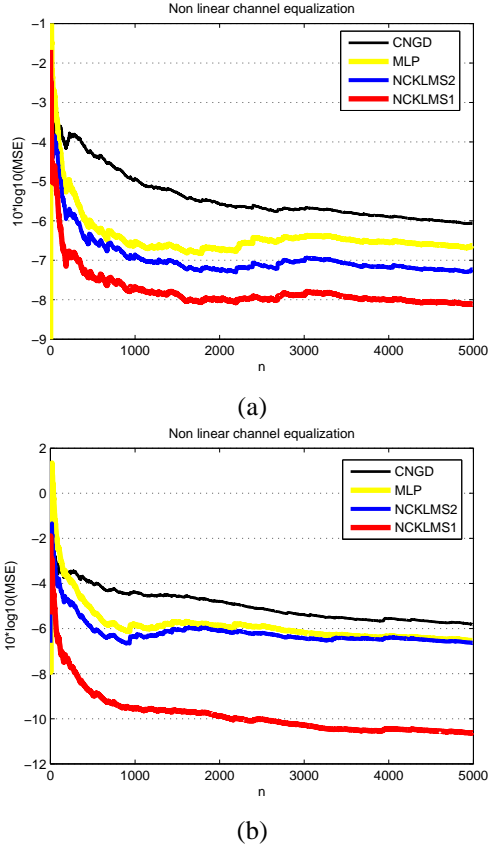 Non linear channel equalization
−1
−2
−3
−4
−5
−6
−7
−8
−9
10*log10(MSE)
CNGD
MLP
NCKLMS2
NCKLMS1
0 1000 2000 3000 4000 5000
n
(a)
Non linear channel equalization
2
0
−2
−4
−6
−8
−10
−12
10*log10(MSE)
CNGD
MLP
NCKLMS2
NCKLMS1
0 1000 2000 3000 4000 5000
n
(b)